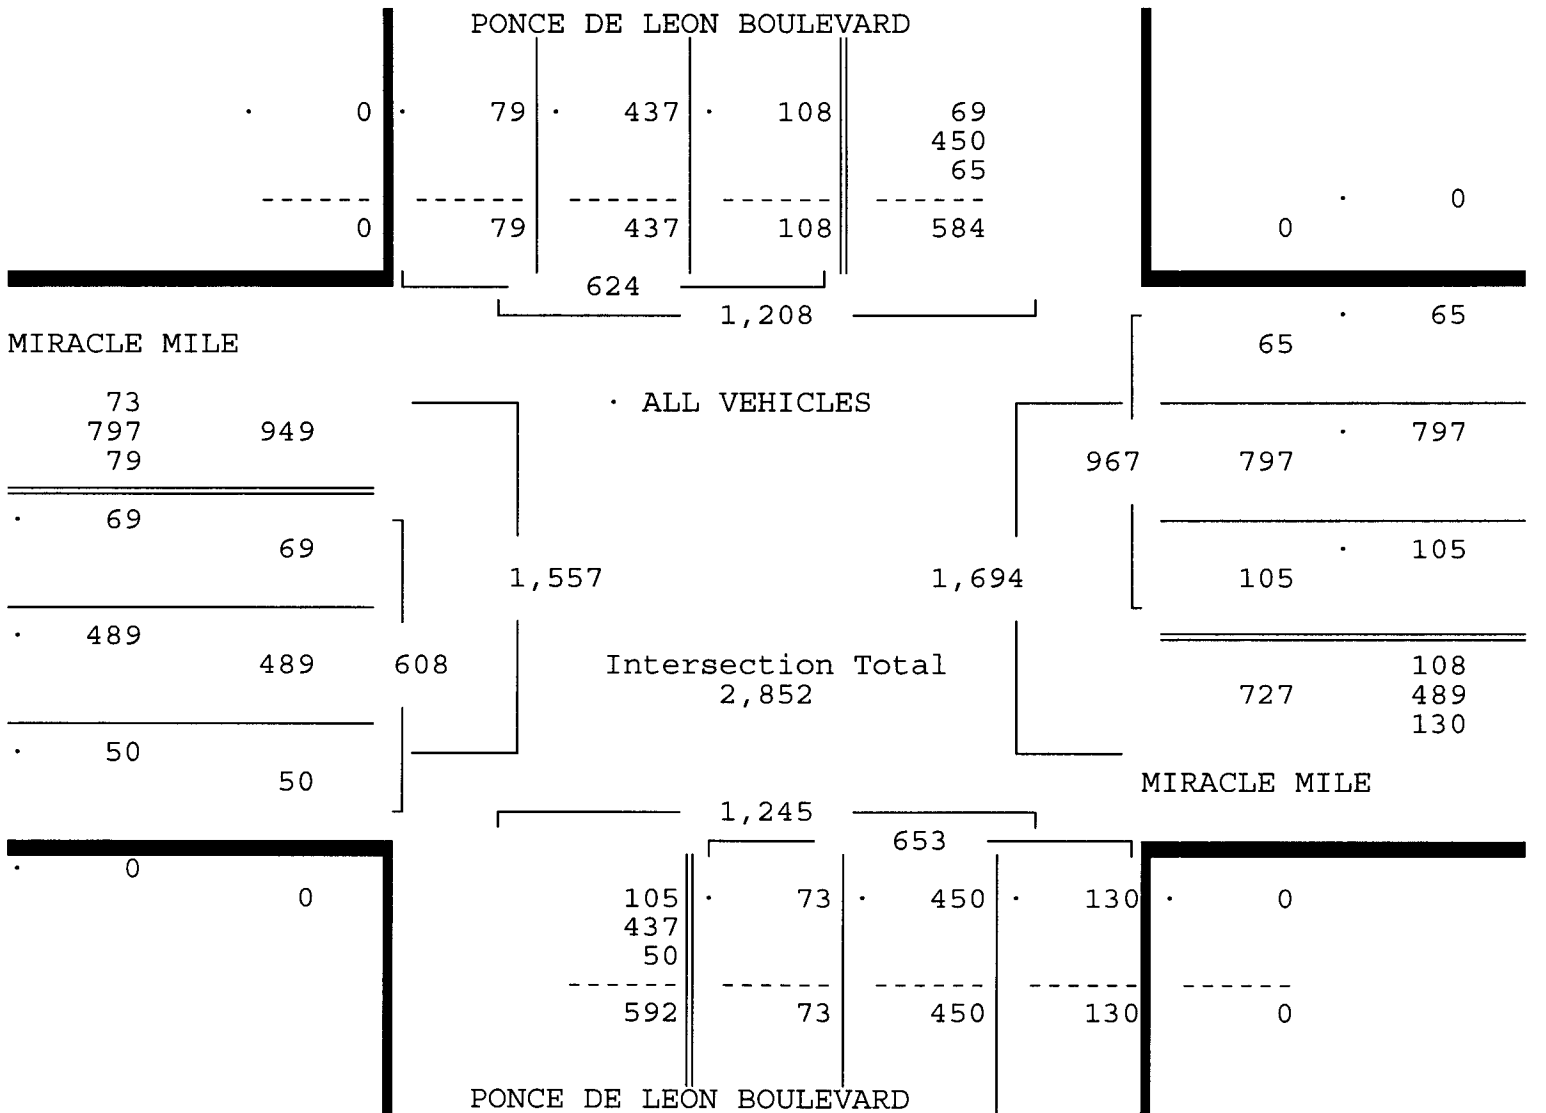 PONCE DE LEON BOULEVARD
· 0 · 79 · 437 · 108 69
450
65
------ ------ ------ ------ ------
· 0
0 79 437 108 584 0
624
1,208
· 65
MIRACLE MILE 65
73 · ALL VEHICLES
797 949 · 797
79 967 797
· 69
69 · 105
1,557 1,694 105
· 489
489 608 Intersection Total 108
2,852 727 489
130
· 50
50 MIRACLE MILE
1,245
653
· 0
0 105 · 73 · 450 · 130 · 0
437
50
------ ------ ------ ------ ------
592 73 450 130 0
PONCE DE LEON BOULEVARD